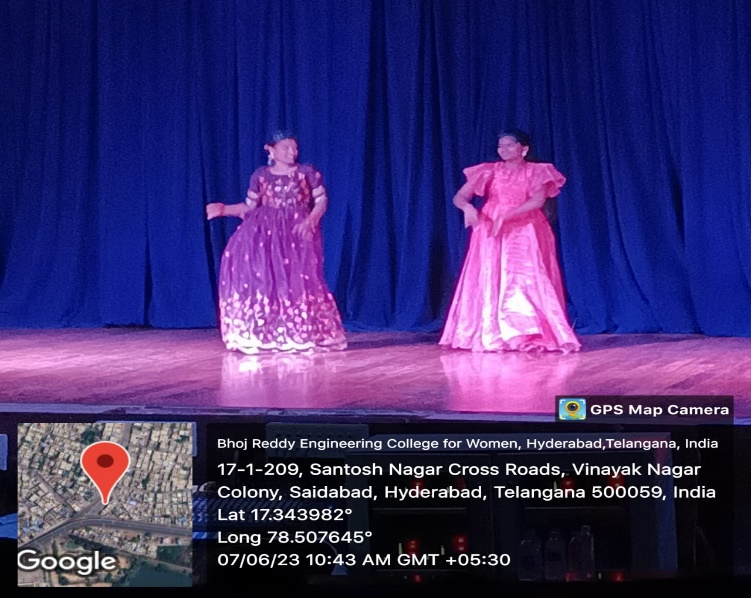 GPS Map Camera
Bhoj Reddy Engineering College for Women, Hyderabad,Telangana, India
17-1-209, Santosh Nagar Cross Roads, Vinayak Nagar
Colony, Saidabad, Hyderabad, Telangana 500059, India
Lat 17.343982°
Long 78.507645°
07/06/23 10:43 AM GMT +05:30
Google